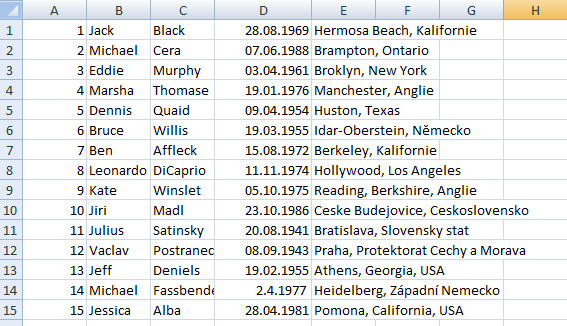 A B C D E F G H
1 1 Jack Black 28.08.1969 Hermosa Beach, Kalifornie
2 2 Michael Cera 07.06.1988 Brampton, Ontario
3 3 Eddie Murphy 03.04.1961 Broklyn, New York
4 4 Marsha Thomase 19.01.1976 Manchester, Anglie
5 5 Dennis Quaid 09.04.1954 Huston, Texas
6 6 Bruce Willis 19.03.1955 Idar-Oberstein, Německo
7 7 Ben Affleck 15.08.1972 Berkeley, Kalifornie
8 8 Leonardo DiCaprio 11.11.1974 Hollywood, Los Angeles
9 9 Kate Winslet 05.10.1975 Reading, Berkshire, Anglie
10 10 Jiri Madl 23.10.1986 Ceske Budejovice, Ceskoslovensko
11 11 Julius Satinsky 20.08.1941 Bratislava, Slovensky stat
12 12 Vaclav Postranec 08.09.1943 Praha, Protektorat Cechy a Morava
13 13 Jeff Deniels 19.02.1955 Athens, Georgia, USA
14 14 Michael Fassbende 2.4.1977 Heidelberg, Západní Nemecko
15 15 Jessica Alba 28.04.1981 Pomona, California, USA